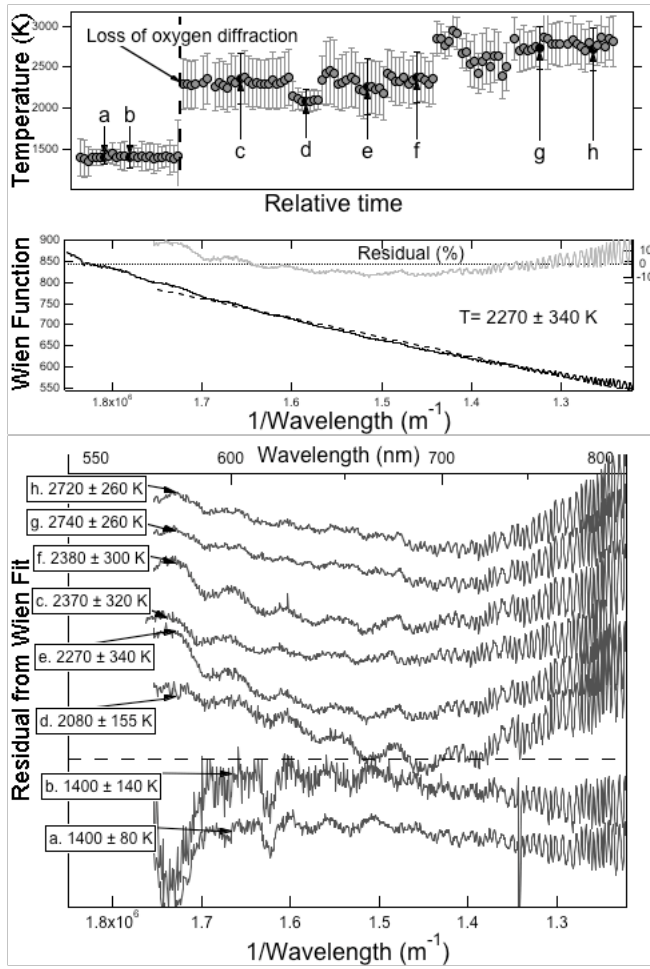 3000
2500
2000
1500
Temperature (K)
Loss of oxygen diffraction
a b
c d e f g h
Relative time
900
850
800
750
700
650
600
550
Wien Function
Residual (%)
10
0
-10
T= 2270 ± 340 K
1.8x10⁶ 1.7 1.6 1.5 1.4 1.3
1/Wavelength (m⁻¹)
550 600 Wavelength (nm) 700 800
h. 2720 ± 260 K
g. 2740 ± 260 K
f. 2380 ± 300 K
c. 2370 ± 320 K
e. 2270 ± 340 K
d. 2080 ± 155 K
b. 1400 ± 140 K
a. 1400 ± 80 K
Residual from Wien Fit
1.8x10⁶ 1.7 1.6 1.5 1.4 1.3
1/Wavelength (m⁻¹)